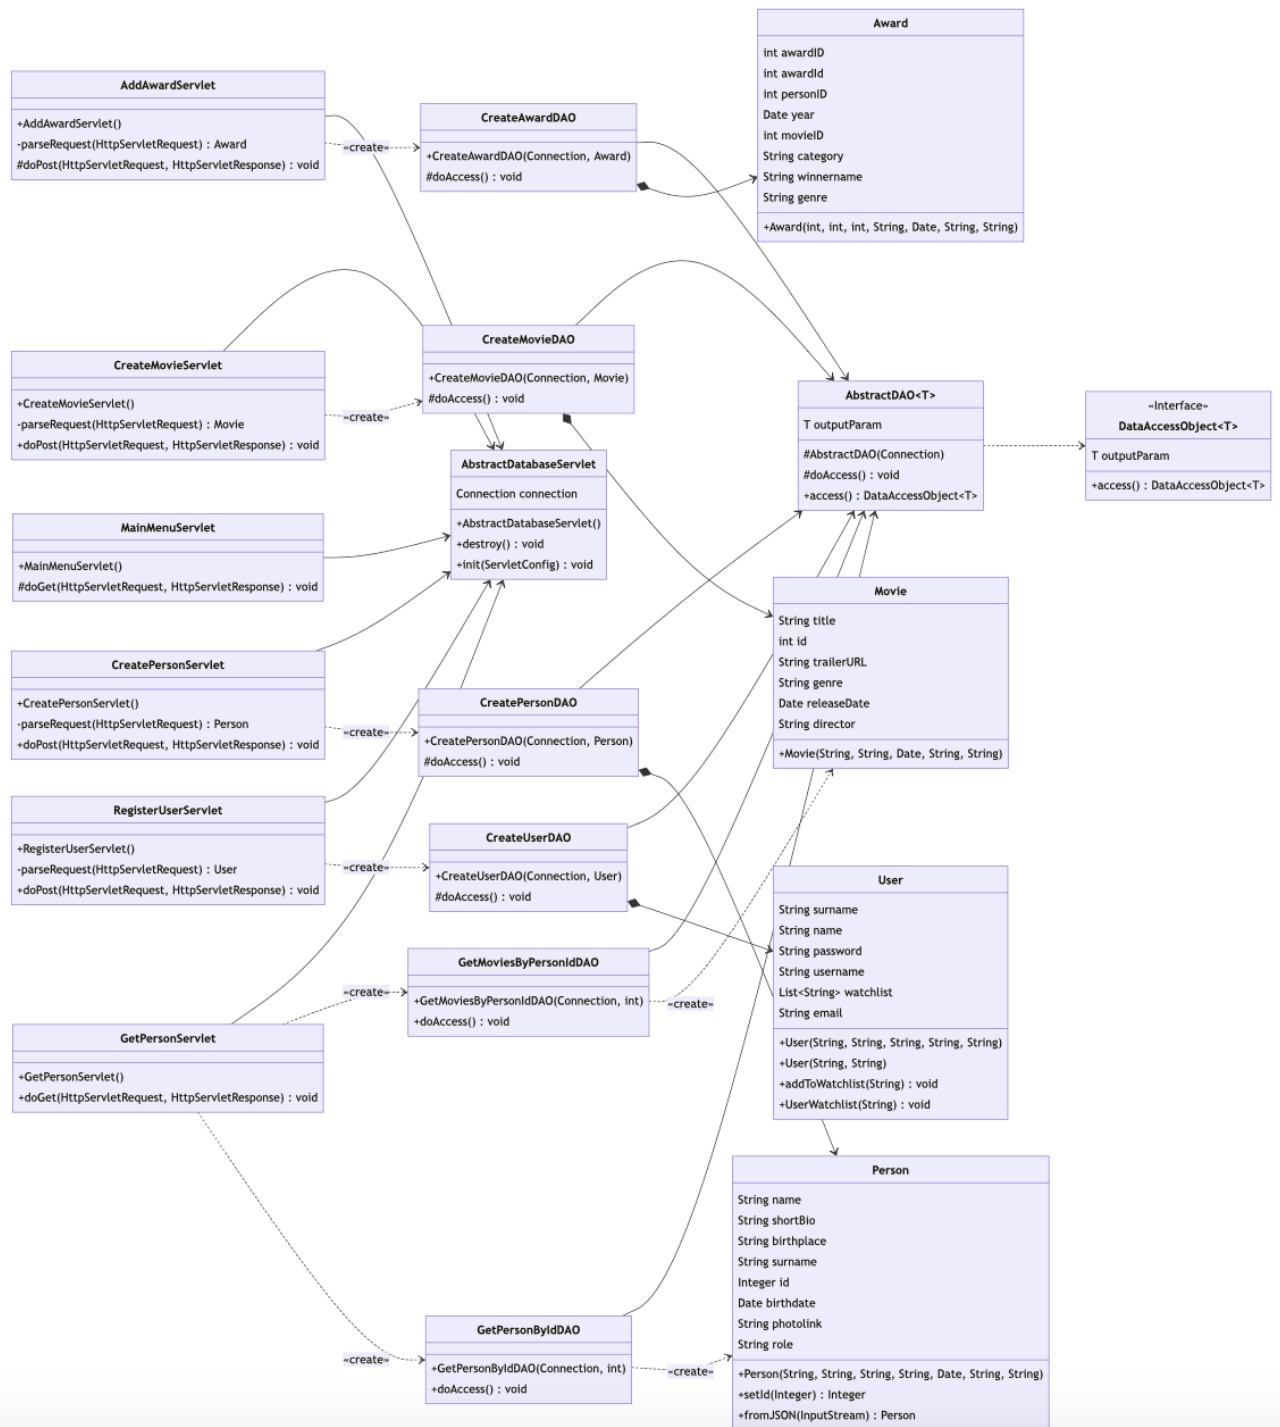 Award
int awardID
int awardId
int personID
Date year
int movieID
String category
String winnername
String genre
+Award(int, int, int, String, Date, String, String)
AddAwardServlet
+AddAwardServlet()
-parseRequest(HttpServletRequest) : Award
#doPost(HttpServletRequest, HttpServletResponse) : void
«create»
CreateAwardDAO
+CreateAwardDAO(Connection, Award)
#doAccess() : void
CreateMovieServlet
+CreateMovieServlet()
-parseRequest(HttpServletRequest) : Movie
+doPost(HttpServletRequest, HttpServletResponse) : void
«create»
CreateMovieDAO
+CreateMovieDAO(Connection, Movie)
#doAccess() : void
AbstractDAO<T>
T outputParam
#AbstractDAO(Connection)
#doAccess() : void
+access() : DataAccessObject<T>
«Interface»
DataAccessObject<T>
T outputParam
+access() : DataAccessObject<T>
AbstractDatabaseServlet
Connection connection
+AbstractDatabaseServlet()
+destroy() : void
+init(ServletConfig) : void
MainMenuServlet
+MainMenuServlet()
#doGet(HttpServletRequest, HttpServletResponse) : void
Movie
String title
int id
String trailerURL
String genre
Date releaseDate
String director
+Movie(String, String, Date, String, String)
CreatePersonServlet
+CreatePersonServlet()
-parseRequest(HttpServletRequest) : Person
+doPost(HttpServletRequest, HttpServletResponse) : void
«create»
CreatePersonDAO
+CreatePersonDAO(Connection, Person)
#doAccess() : void
RegisterUserServlet
+RegisterUserServlet()
-parseRequest(HttpServletRequest) : User
+doPost(HttpServletRequest, HttpServletResponse) : void
«create»
CreateUserDAO
+CreateUserDAO(Connection, User)
#doAccess() : void
User
String surname
String name
String password
String username
List<String> watchlist
String email
+User(String, String, String, String, String)
+User(String, String)
+addToWatchlist(String) : void
+UserWatchlist(String) : void
«create»
GetMoviesByPersonIdDAO
+GetMoviesByPersonIdDAO(Connection, int)
+doAccess() : void
«create»
GetPersonServlet
+GetPersonServlet()
+doGet(HttpServletRequest, HttpServletResponse) : void
«create»
GetPersonByIdDAO
+GetPersonByIdDAO(Connection, int)
+doAccess() : void
«create»
Person
String name
String shortBio
String birthplace
String surname
Integer id
Date birthdate
String photolink
String role
+Person(String, String, String, String, Date, String, String)
+setId(Integer) : Integer
+fromJSON(InputStream) : Person